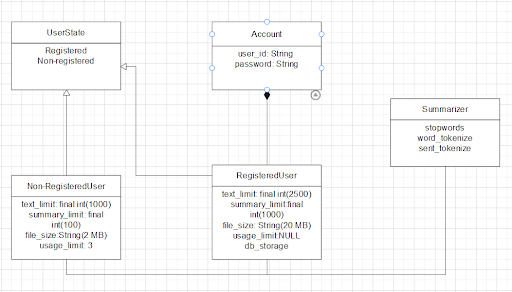 UserState
Registered
Non-registered
Account
user_id: String
password: String
Summarizer
stopwords
word_tokenize
sent_tokenize
Non-RegisteredUser
text_limit: final int(1000)
summary_limit: final
int(100)
file_size:String(2 MB)
usage_limit: 3
RegisteredUser
text_limit: final int(2500)
summary_limit:final
int(1000)
file_size: String(20 MB)
usage_limit:NULL
db_storage